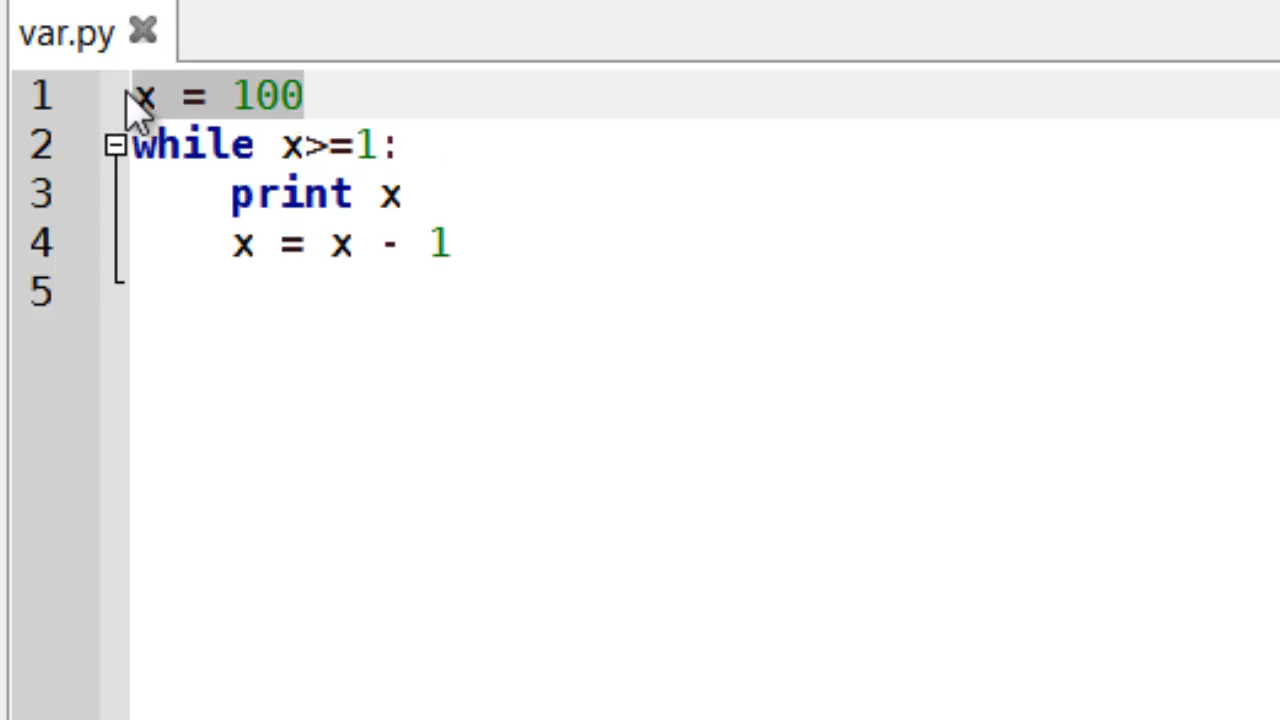 var.py
1 x = 100
2 while x>=1:
3     print x
4     x = x - 1
5